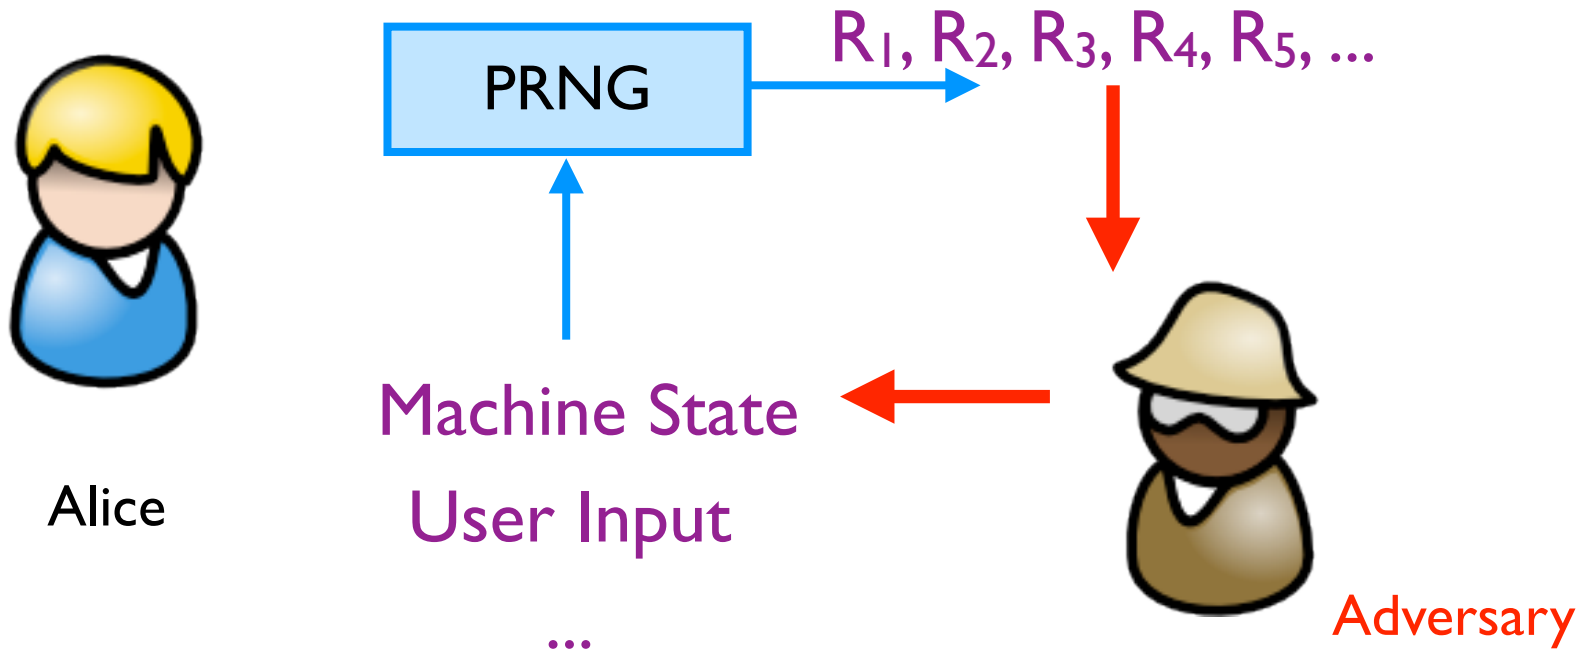 R₁, R₂, R₃, R₄, R₅, ...
PRNG
Machine State
User Input
...
Alice
Adversary